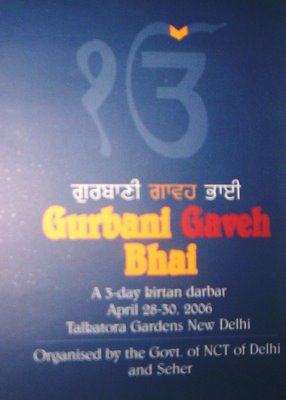 ੴ
ਗੁਰਬਾਣੀ ਗਾਵਹ ਭਾਈ
Gurbani Gaveh
Bhai
A 3-day kirtan darbar
April 28-30, 2006
Talkatora Gardens New Delhi
Organised by the Govt. of NCT of Delhi
and Seher